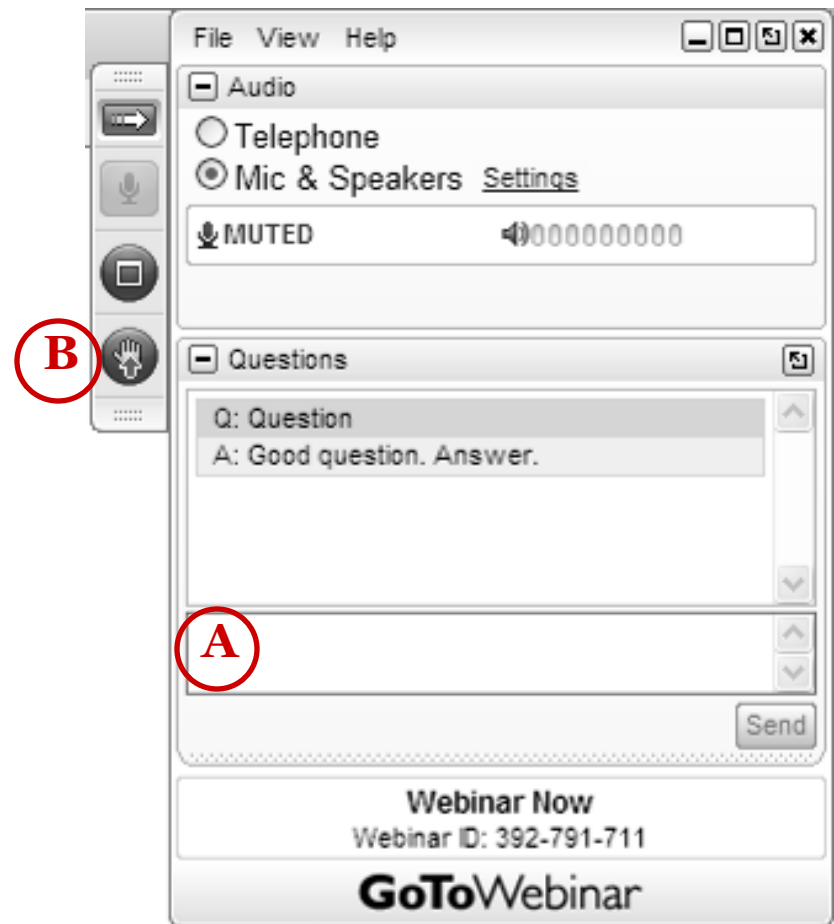 File View Help
Audio
Telephone
Mic & Speakers Settings
MUTED 000000000
B
Questions
Q: Question
A: Good question. Answer.
A
Send
Webinar Now
Webinar ID: 392-791-711
GoToWebinar